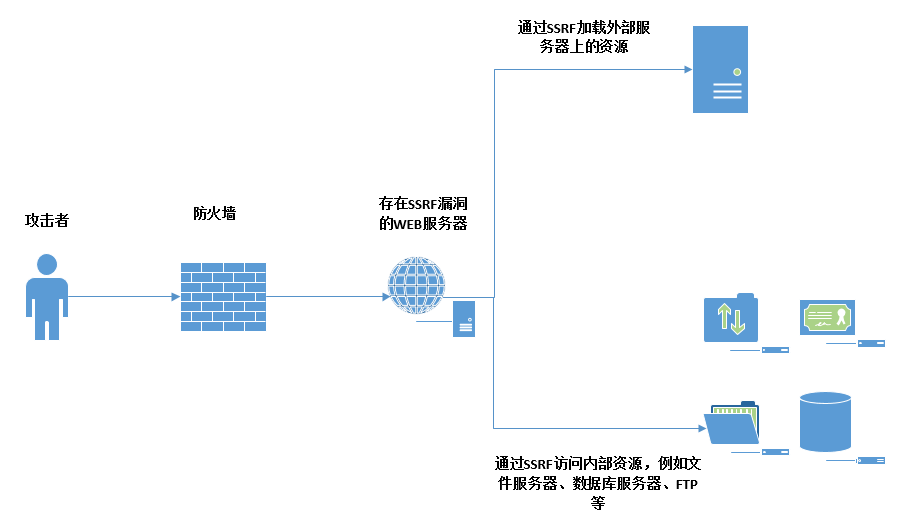 通过SSRF加载外部服
务器上的资源
存在SSRF漏洞
的WEB服务器
防火墙
攻击者
通过SSRF访问内部资源，例如文
件服务器、数据库服务器、FTP
等